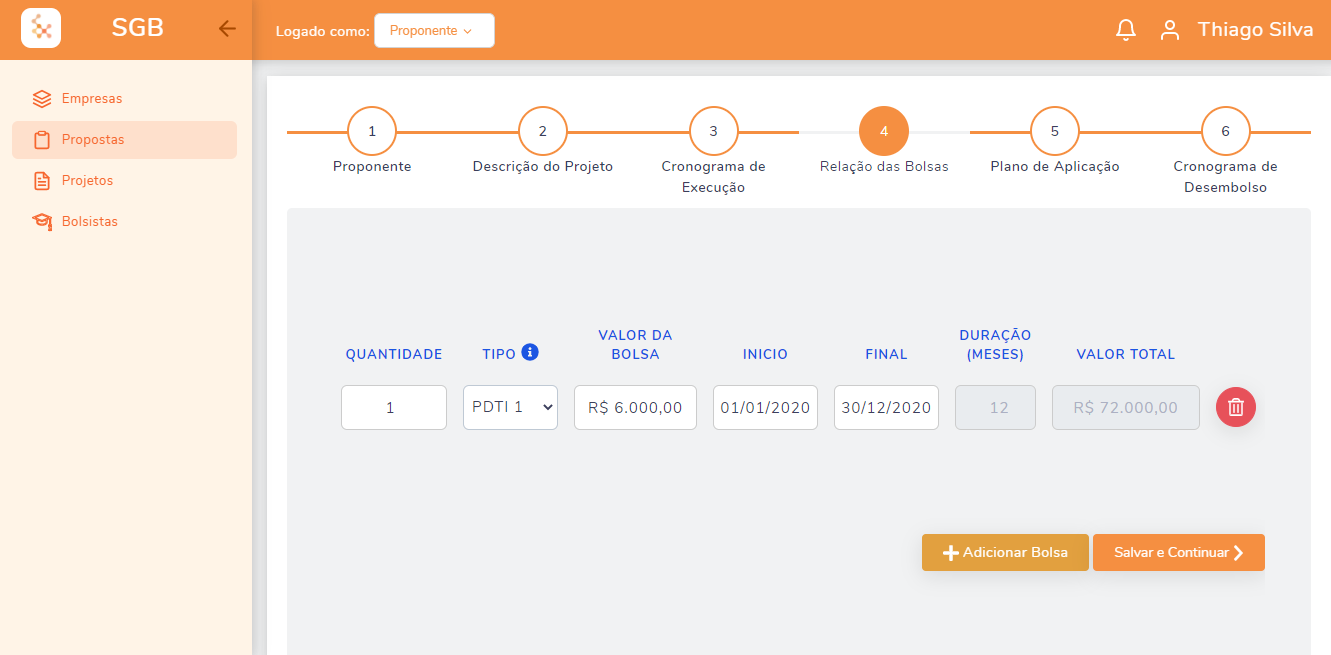 SGB
Logado como: Proponente
Thiago Silva
Empresas
Propostas
Projetos
Bolsistas
1 2 3 4 5 6
Proponente Descrição do Projeto Cronograma de Relação das Bolsas Plano de Aplicação Cronograma de
Execução Desembolso
VALOR DA DURAÇÃO
QUANTIDADE TIPO BOLSA INICIO FINAL (MESES) VALOR TOTAL
1 PDTI 1 R$ 6.000,00 01/01/2020 30/12/2020 12 R$ 72.000,00
Adicionar Bolsa Salvar e Continuar